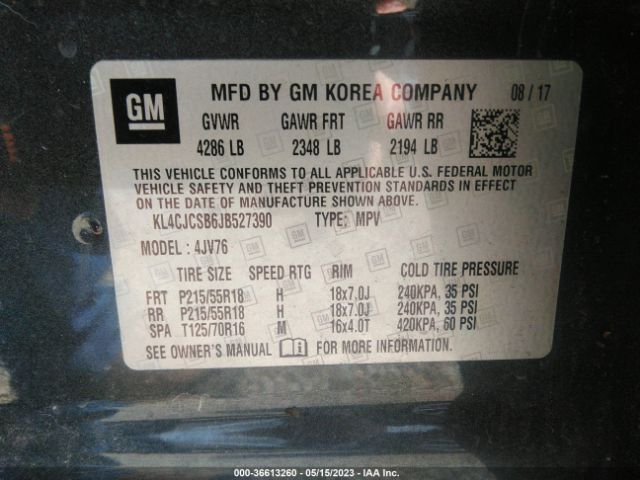 GM
MFD BY GM KOREA COMPANY 08 / 17
GVWR GAWR FRT GAWR RR
4286 LB 2348 LB 2194 LB
THIS VEHICLE CONFORMS TO ALL APPLICABLE U.S. FEDERAL MOTOR
VEHICLE SAFETY AND THEFT PREVENTION STANDARDS IN EFFECT
ON THE DATE OF MANUFACTURE SHOWN ABOVE.
KL4CJCSB6JB527390 TYPE: MPV
MODEL : 4JV76
TIRE SIZE SPEED RTG RIM COLD TIRE PRESSURE
FRT P215/55R18 H 18x7.0J 240KPA, 35 PSI
RR P215/55R18 H 18x7.0J 240KPA, 35 PSI
SPA T125/70R16 M 16x4.0T 420KPA, 60 PSI
SEE OWNER'S MANUAL FOR MORE INFORMATION.
000-36613260 - 05/15/2023 - IAA Inc.